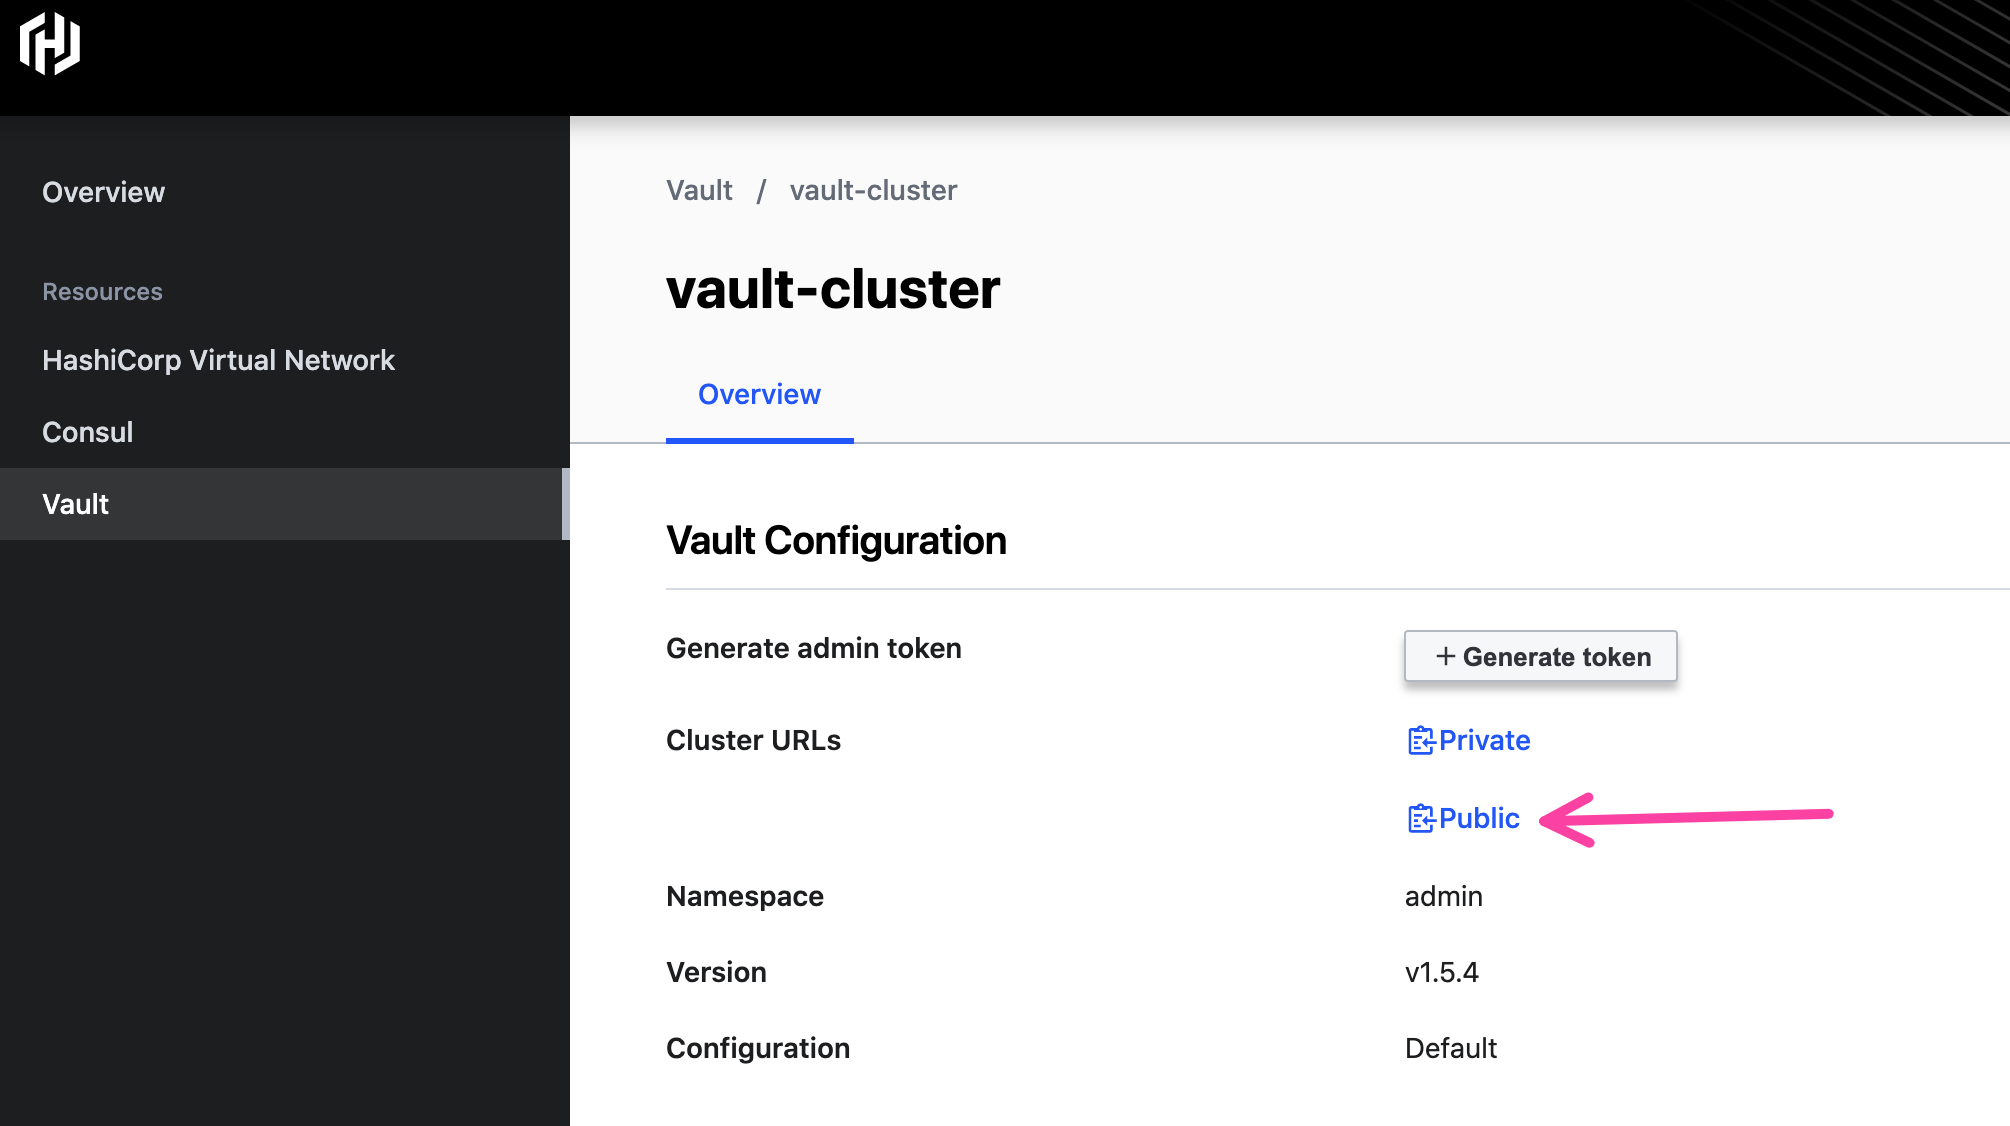 Overview
Resources
HashiCorp Virtual Network
Consul
Vault
Vault / vault-cluster
vault-cluster
Overview
Vault Configuration
Generate admin token
+ Generate token
Cluster URLs
Private
Public
Namespace
admin
Version
v1.5.4
Configuration
Default